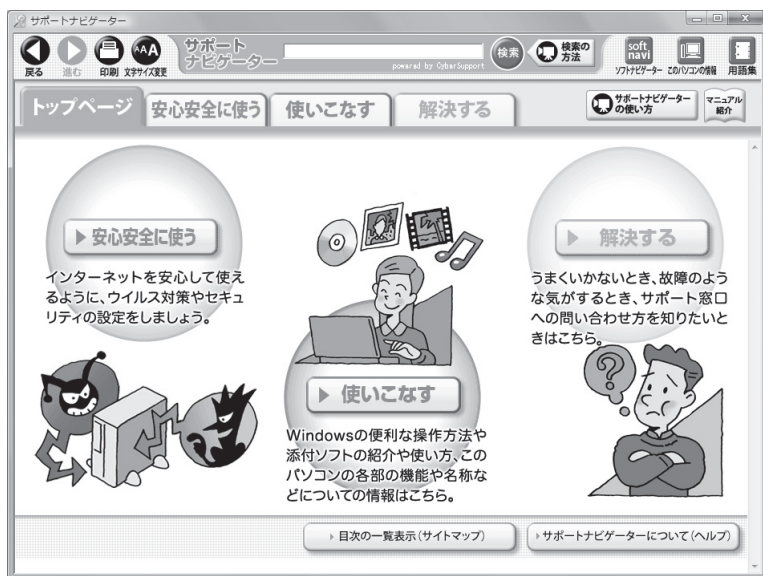 サポートナビゲーター
戻る 進む 印刷 文字サイズ変更
サポート
ナビゲーター
powered by CyberSupport
検索
検索の
方法
soft
navi
ソフトナビゲーター このパソコンの情報 用語集
トップページ 安心安全に使う 使いこなす 解決する
サポートナビゲーター
の使い方
マニュアル
紹介
安心安全に使う
インターネットを安心して使え
るように、ウイルス対策やセキュ
リティの設定をしましょう。
使いこなす
Windowsの便利な操作方法や
添付ソフトの紹介や使い方、この
パソコンの各部の機能や名称な
どについての情報はこちら。
解決する
うまくいかないとき、故障のよう
な気がするとき、サポート窓口
への問い合わせ方を知りたいと
きはこちら。
目次の一覧表示(サイトマップ)
サポートナビゲーターについて(ヘルプ)